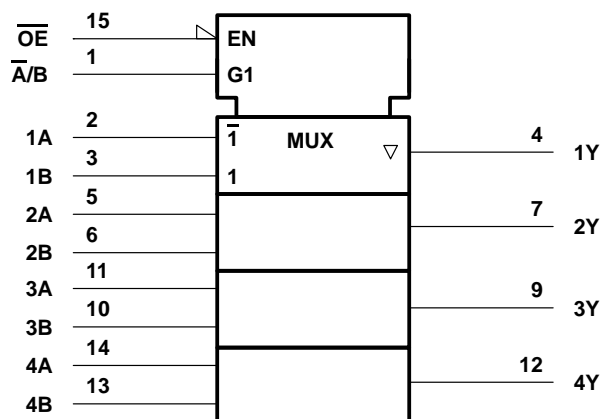 O̅E̅ 15 EN
A̅/B 1 G1
1A 2 1̅ MUX 4 1Y
1B 3 1
2A 5 7 2Y
2B 6
3A 11 9 3Y
3B 10
4A 14 12 4Y
4B 13